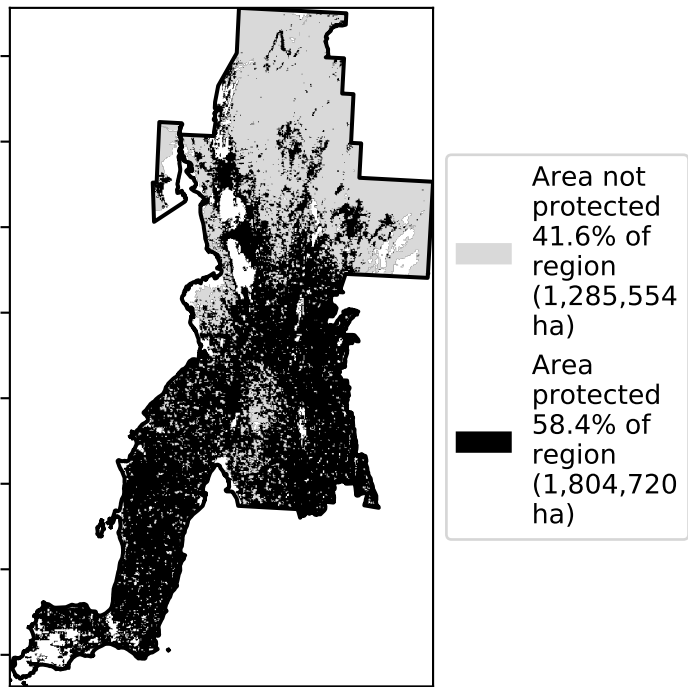 Area not
protected
41.6% of
region
(1,285,554
ha)
Area
protected
58.4% of
region
(1,804,720
ha)